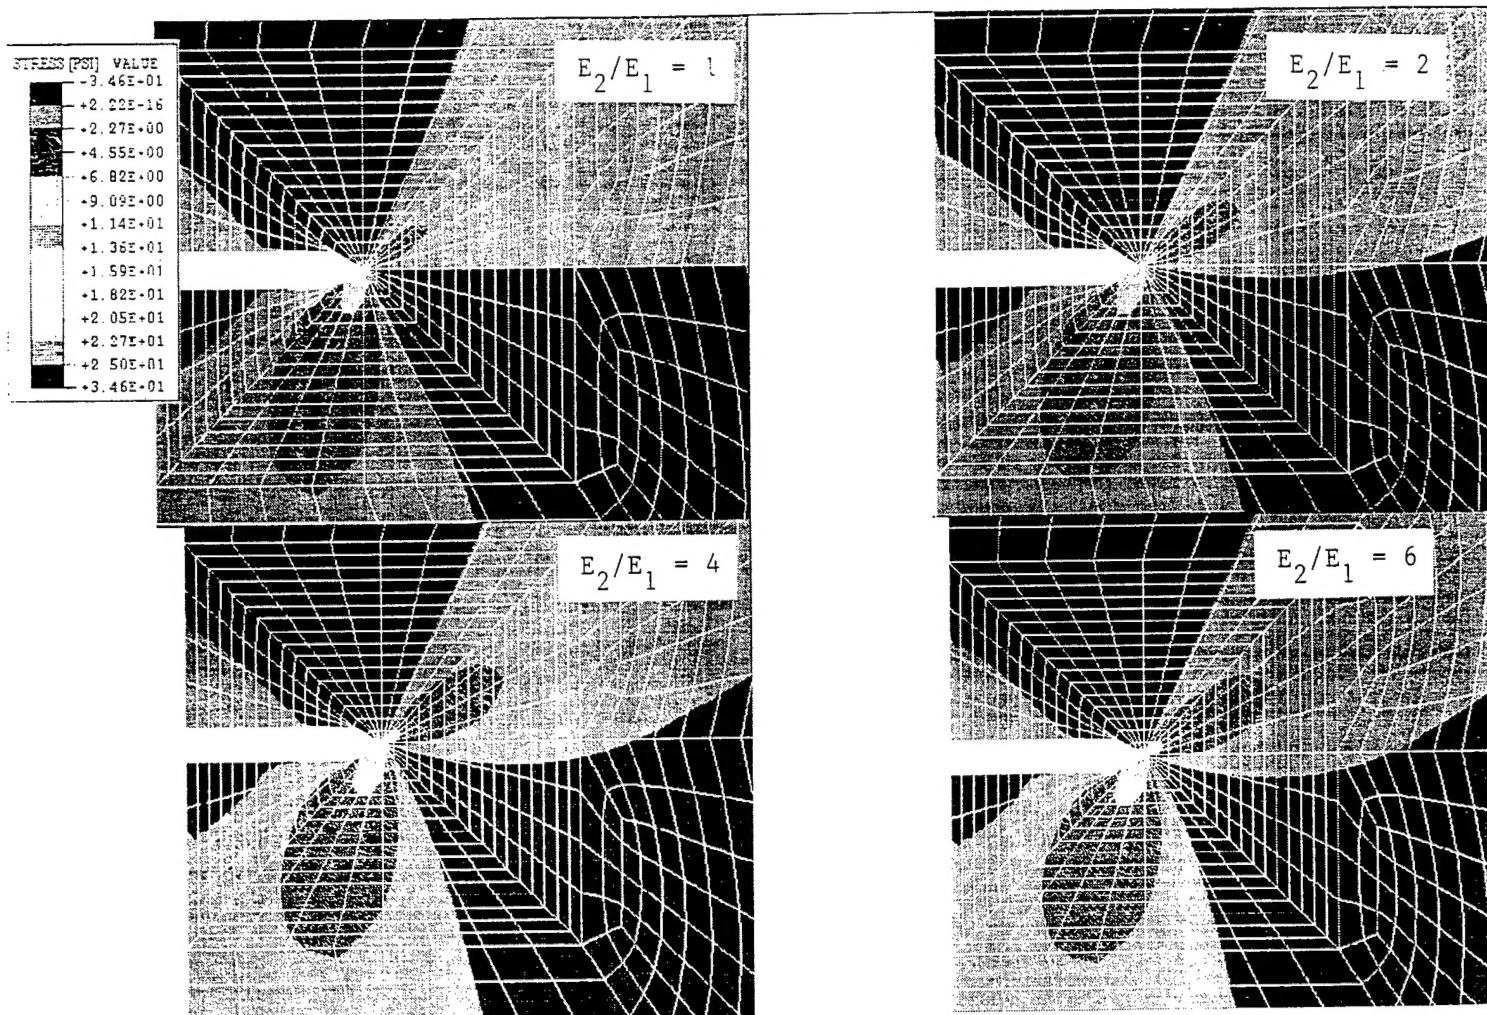 STRESS [PSI] VALUE
-3.46E+01
+2.22E-16
+2.27E+00
+4.55E+00
+6.82E+00
+9.09E+00
+1.14E+01
+1.36E+01
+1.59E+01
+1.82E+01
+2.05E+01
+2.27E+01
+2.50E+01
+3.46E+01
E2/E1 = 1
E2/E1 = 2
E2/E1 = 4
E2/E1 = 6